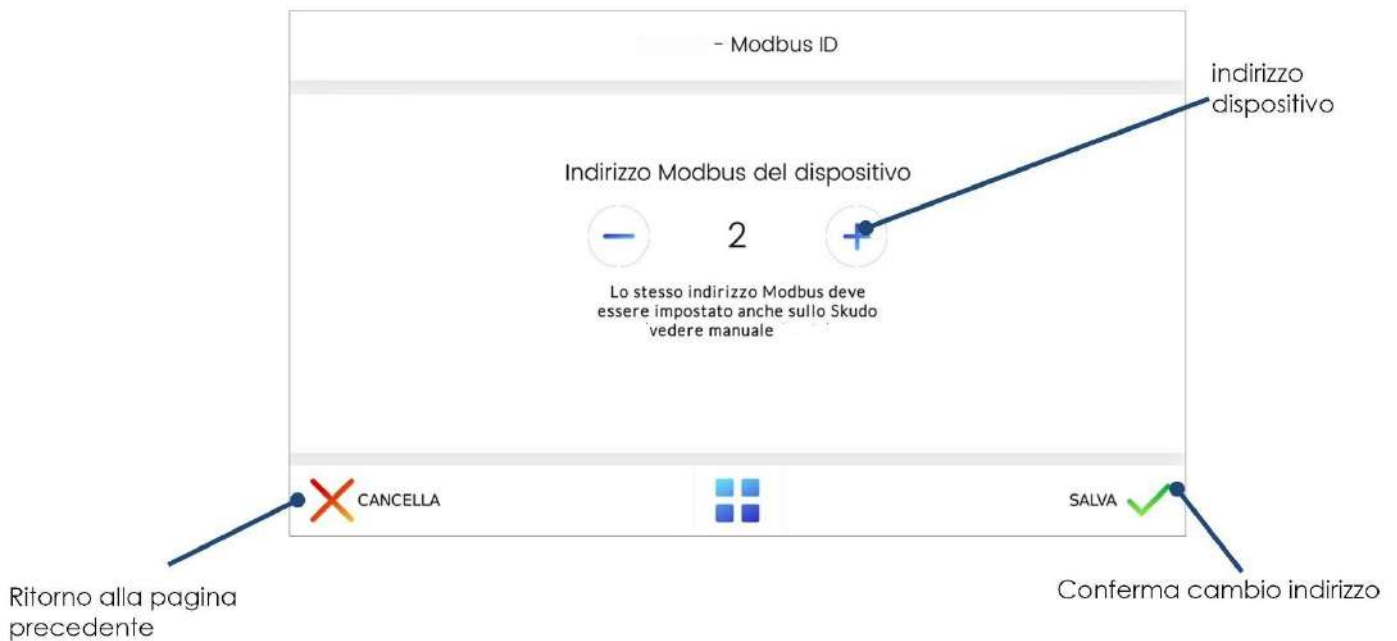 - Modbus ID
indirizzo
dispositivo
Indirizzo Modbus del dispositivo
2
Lo stesso indirizzo Modbus deve
essere impostato anche sullo Skudo
vedere manuale
CANCELLA
SALVA
Ritorno alla pagina
precedente
Conferma cambio indirizzo